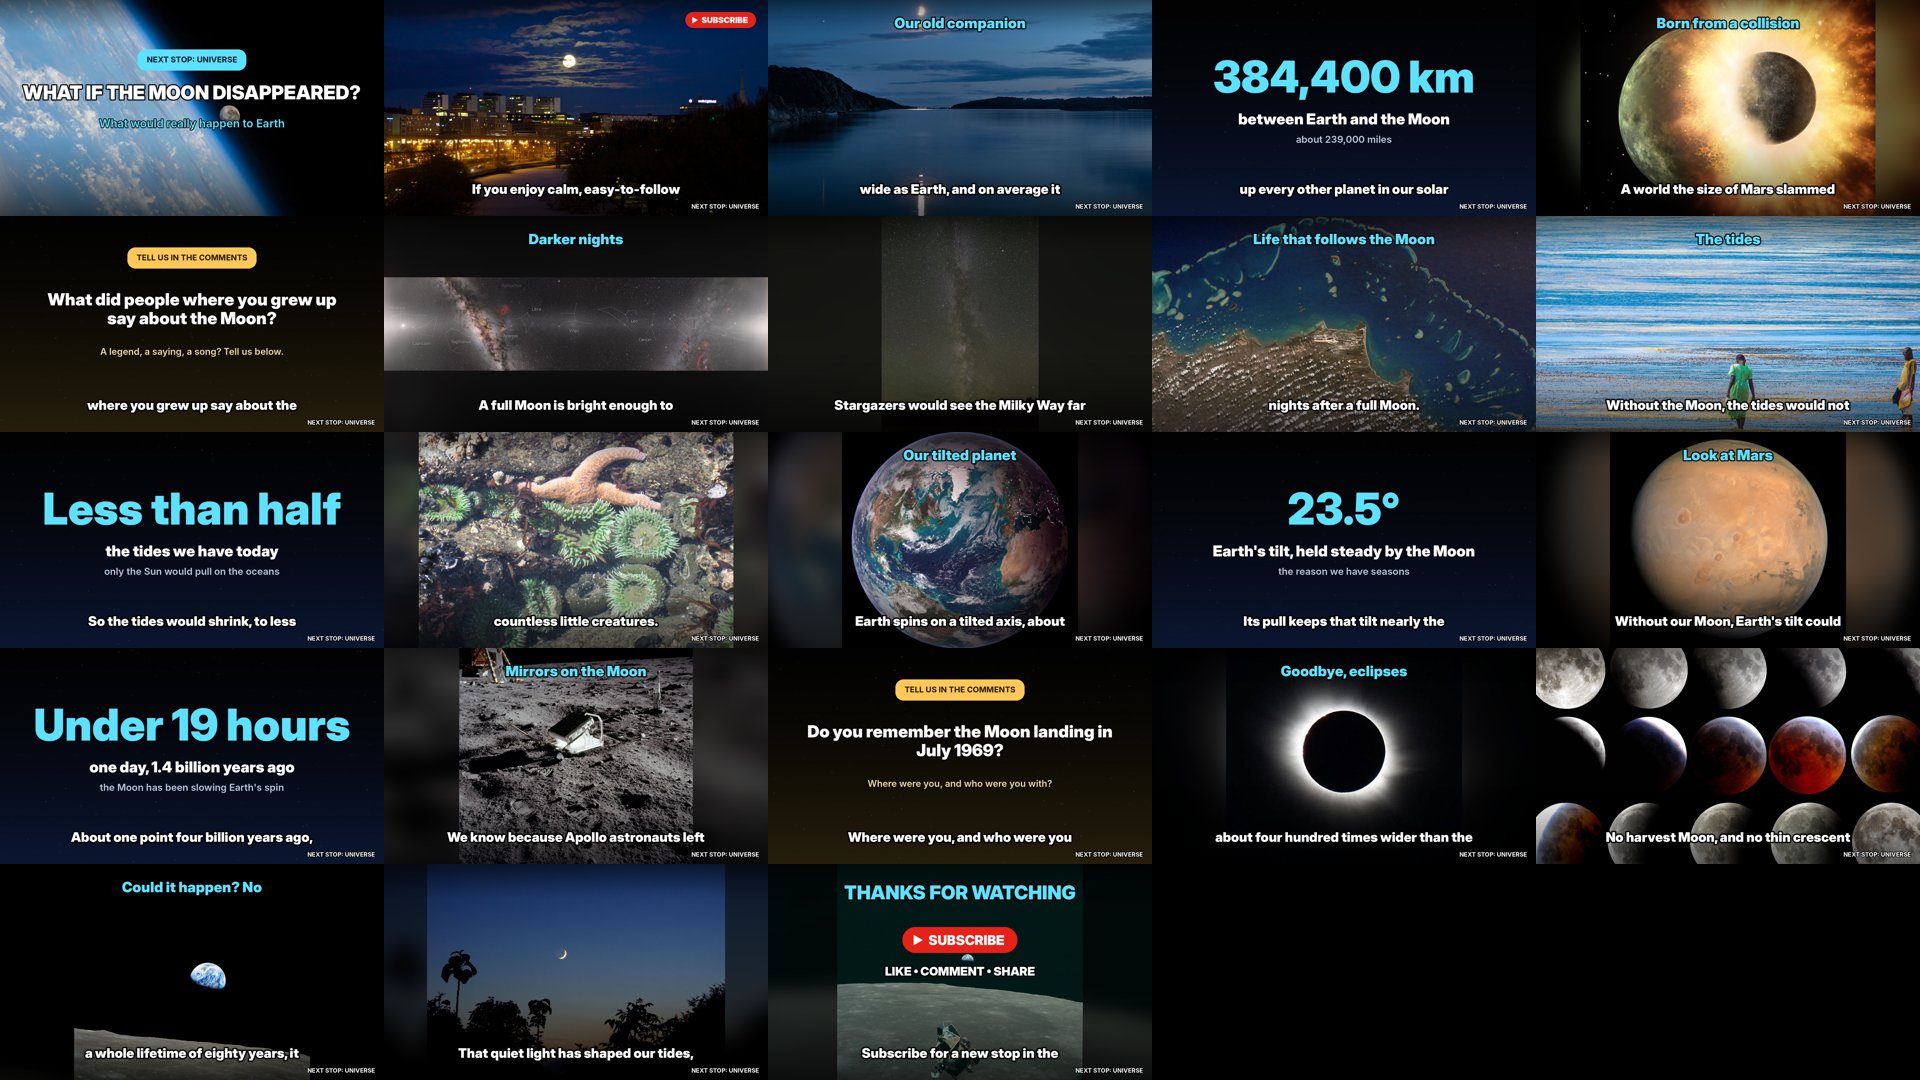 NEXT STOP: UNIVERSE
WHAT IF THE MOON DISAPPEARED?
What would really happen to Earth
SUBSCRIBE
If you enjoy calm, easy-to-follow
NEXT STOP: UNIVERSE
Our old companion
wide as Earth, and on average it
NEXT STOP: UNIVERSE
384,400 km
between Earth and the Moon
about 239,000 miles
up every other planet in our solar
NEXT STOP: UNIVERSE
Born from a collision
A world the size of Mars slammed
NEXT STOP: UNIVERSE
TELL US IN THE COMMENTS
What did people where you grew up
say about the Moon?
A legend, a saying, a song? Tell us below.
where you grew up say about the
NEXT STOP: UNIVERSE
Darker nights
A full Moon is bright enough to
NEXT STOP: UNIVERSE
Stargazers would see the Milky Way far
NEXT STOP: UNIVERSE
Life that follows the Moon
nights after a full Moon.
NEXT STOP: UNIVERSE
The tides
Without the Moon, the tides would not
NEXT STOP: UNIVERSE
Less than half
the tides we have today
only the Sun would pull on the oceans
So the tides would shrink, to less
NEXT STOP: UNIVERSE
countless little creatures.
NEXT STOP: UNIVERSE
Our tilted planet
Earth spins on a tilted axis, about
NEXT STOP: UNIVERSE
23.5°
Earth's tilt, held steady by the Moon
the reason we have seasons
Its pull keeps that tilt nearly the
NEXT STOP: UNIVERSE
Look at Mars
Without our Moon, Earth's tilt could
NEXT STOP: UNIVERSE
Under 19 hours
one day, 1.4 billion years ago
the Moon has been slowing Earth's spin
About one point four billion years ago,
NEXT STOP: UNIVERSE
Mirrors on the Moon
We know because Apollo astronauts left
NEXT STOP: UNIVERSE
TELL US IN THE COMMENTS
Do you remember the Moon landing in
July 1969?
Where were you, and who were you with?
Where were you, and who were you
NEXT STOP: UNIVERSE
Goodbye, eclipses
about four hundred times wider than the
NEXT STOP: UNIVERSE
No harvest Moon, and no thin crescent
NEXT STOP: UNIVERSE
Could it happen? No
a whole lifetime of eighty years, it
NEXT STOP: UNIVERSE
That quiet light has shaped our tides,
NEXT STOP: UNIVERSE
THANKS FOR WATCHING
SUBSCRIBE
LIKE • COMMENT • SHARE
Subscribe for a new stop in the
NEXT STOP: UNIVERSE